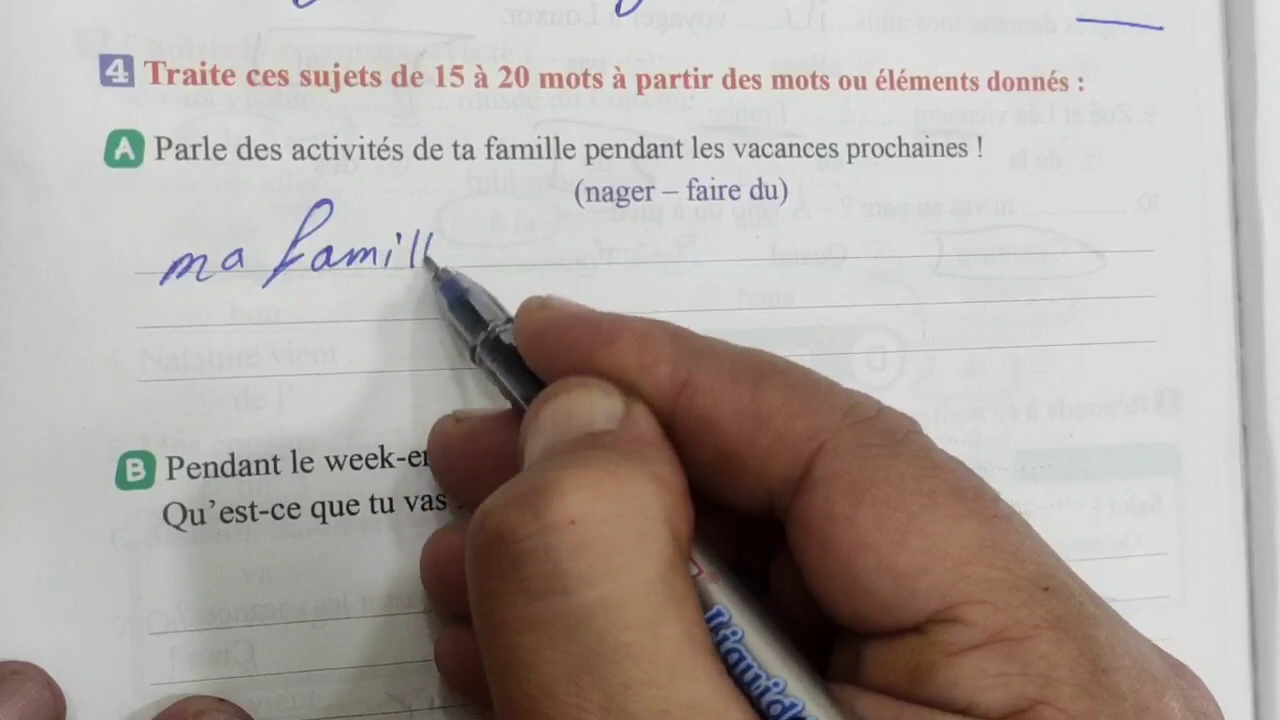 4 Traite ces sujets de 15 à 20 mots à partir des mots ou éléments donnés :
A Parle des activités de ta famille pendant les vacances prochaines !
(nager – faire du)
ma famill
B Pendant le week-e
Qu'est-ce que tu vas
Liquid